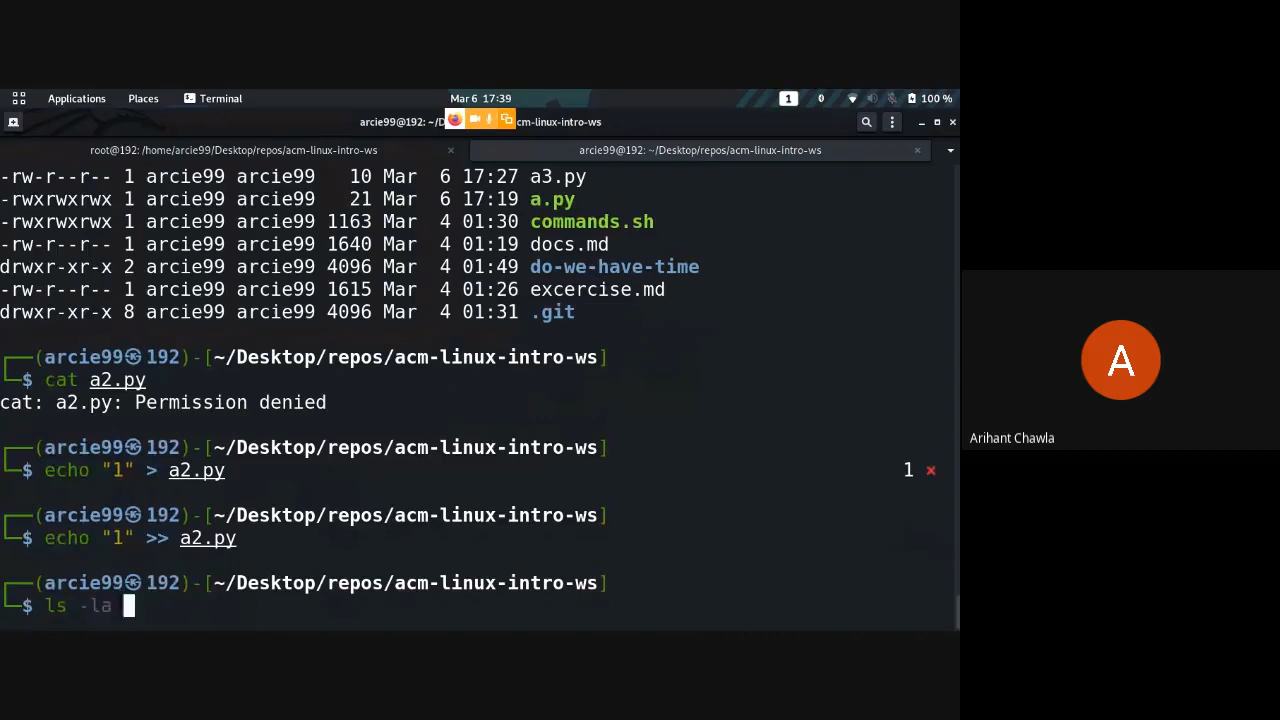 Applications Places Terminal Mar 6 17:39 1 100 %
arcie99@192: ~/D cm-linux-intro-ws
root@192: /home/arcie99/Desktop/repos/acm-linux-intro-ws
arcie99@192: ~/Desktop/repos/acm-linux-intro-ws
-rw-r--r-- 1 arcie99 arcie99 10 Mar 6 17:27 a3.py
-rwxrwxrwx 1 arcie99 arcie99 21 Mar 6 17:19 a.py
-rwxrwxrwx 1 arcie99 arcie99 1163 Mar 4 01:30 commands.sh
-rw-r--r-- 1 arcie99 arcie99 1640 Mar 4 01:19 docs.md
drwxr-xr-x 2 arcie99 arcie99 4096 Mar 4 01:49 do-we-have-time
-rw-r--r-- 1 arcie99 arcie99 1615 Mar 4 01:26 excercise.md
drwxr-xr-x 8 arcie99 arcie99 4096 Mar 4 01:31 .git
┌──(arcie99㉿192)-[~/Desktop/repos/acm-linux-intro-ws]
└─$ cat a2.py
cat: a2.py: Permission denied
┌──(arcie99㉿192)-[~/Desktop/repos/acm-linux-intro-ws]
└─$ echo "1" > a2.py 1 ⨯
┌──(arcie99㉿192)-[~/Desktop/repos/acm-linux-intro-ws]
└─$ echo "1" >> a2.py
┌──(arcie99㉿192)-[~/Desktop/repos/acm-linux-intro-ws]
└─$ ls -la
A
Arihant Chawla